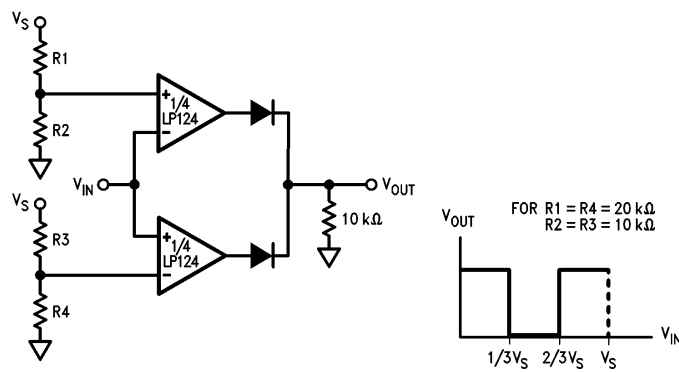 VS
R1
R2
+
1/4
LP124
−
VIN
VS
R3
R4
+
1/4
LP124
−
VOUT
10 kΩ
FOR R1 = R4 = 20 kΩ
R2 = R3 = 10 kΩ
VOUT
VIN
1/3VS 2/3VS VS